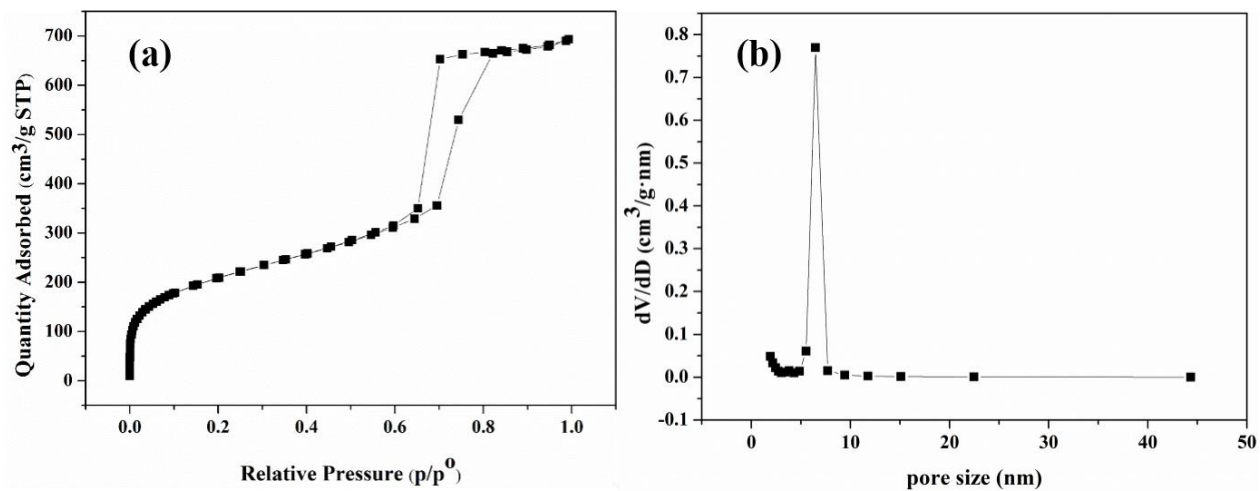 (a)
Quantity Adsorbed (cm³/g STP)
700
600
500
400
300
200
100
0
0.0 0.2 0.4 0.6 0.8 1.0
Relative Pressure (p/p⁰)
(b)
dV/dD (cm³/g·nm)
0.8
0.7
0.6
0.5
0.4
0.3
0.2
0.1
0.0
-0.1
0 10 20 30 40 50
pore size (nm)